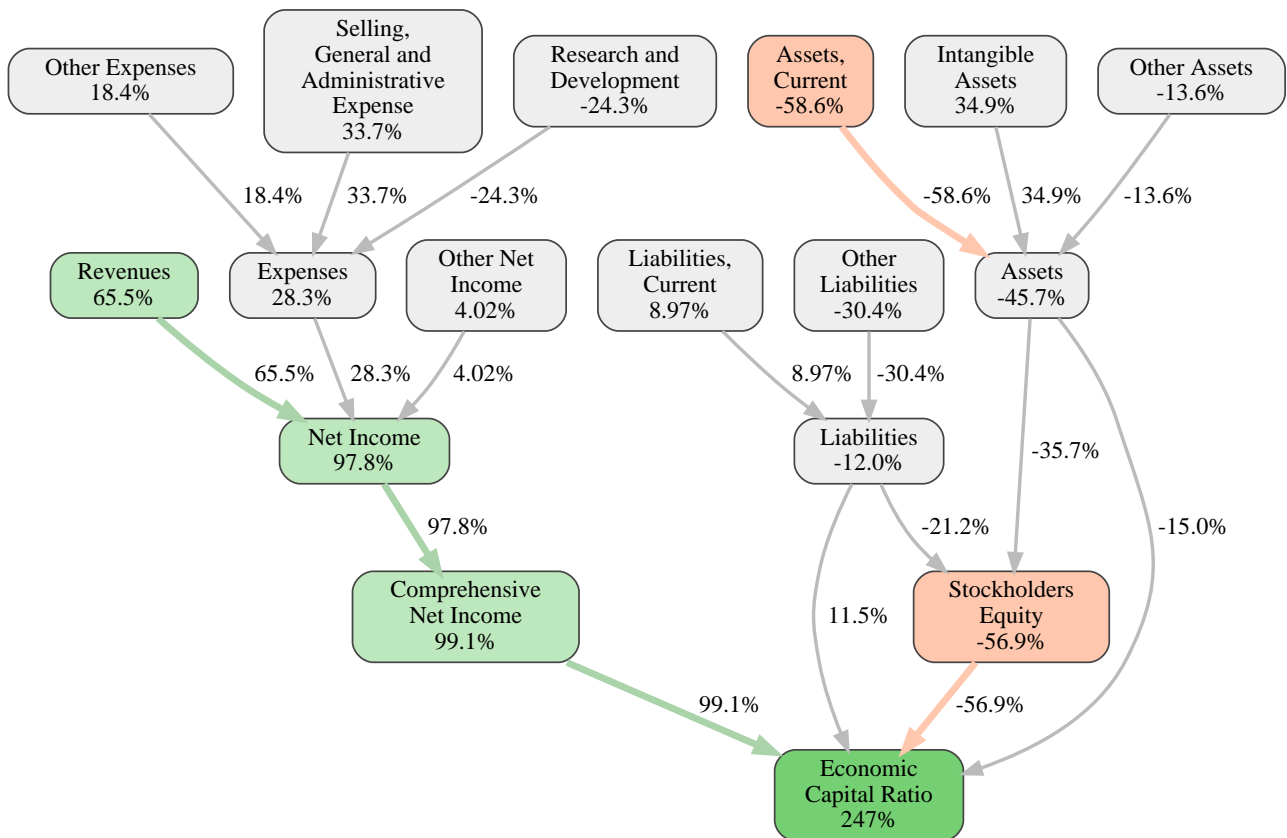 Other Expenses
18.4%
Selling,
General and
Administrative
Expense
33.7%
Research and
Development
-24.3%
Assets,
Current
-58.6%
Intangible
Assets
34.9%
Other Assets
-13.6%
18.4%
33.7%
-24.3%
-58.6%
34.9%
-13.6%
Revenues
65.5%
Expenses
28.3%
Other Net
Income
4.02%
Liabilities,
Current
8.97%
Other
Liabilities
-30.4%
Assets
-45.7%
65.5%
28.3%
4.02%
8.97%
-30.4%
Net Income
97.8%
Liabilities
-12.0%
-35.7%
97.8%
-21.2%
-15.0%
Comprehensive
Net Income
99.1%
11.5%
Stockholders
Equity
-56.9%
99.1%
-56.9%
Economic
Capital Ratio
247%